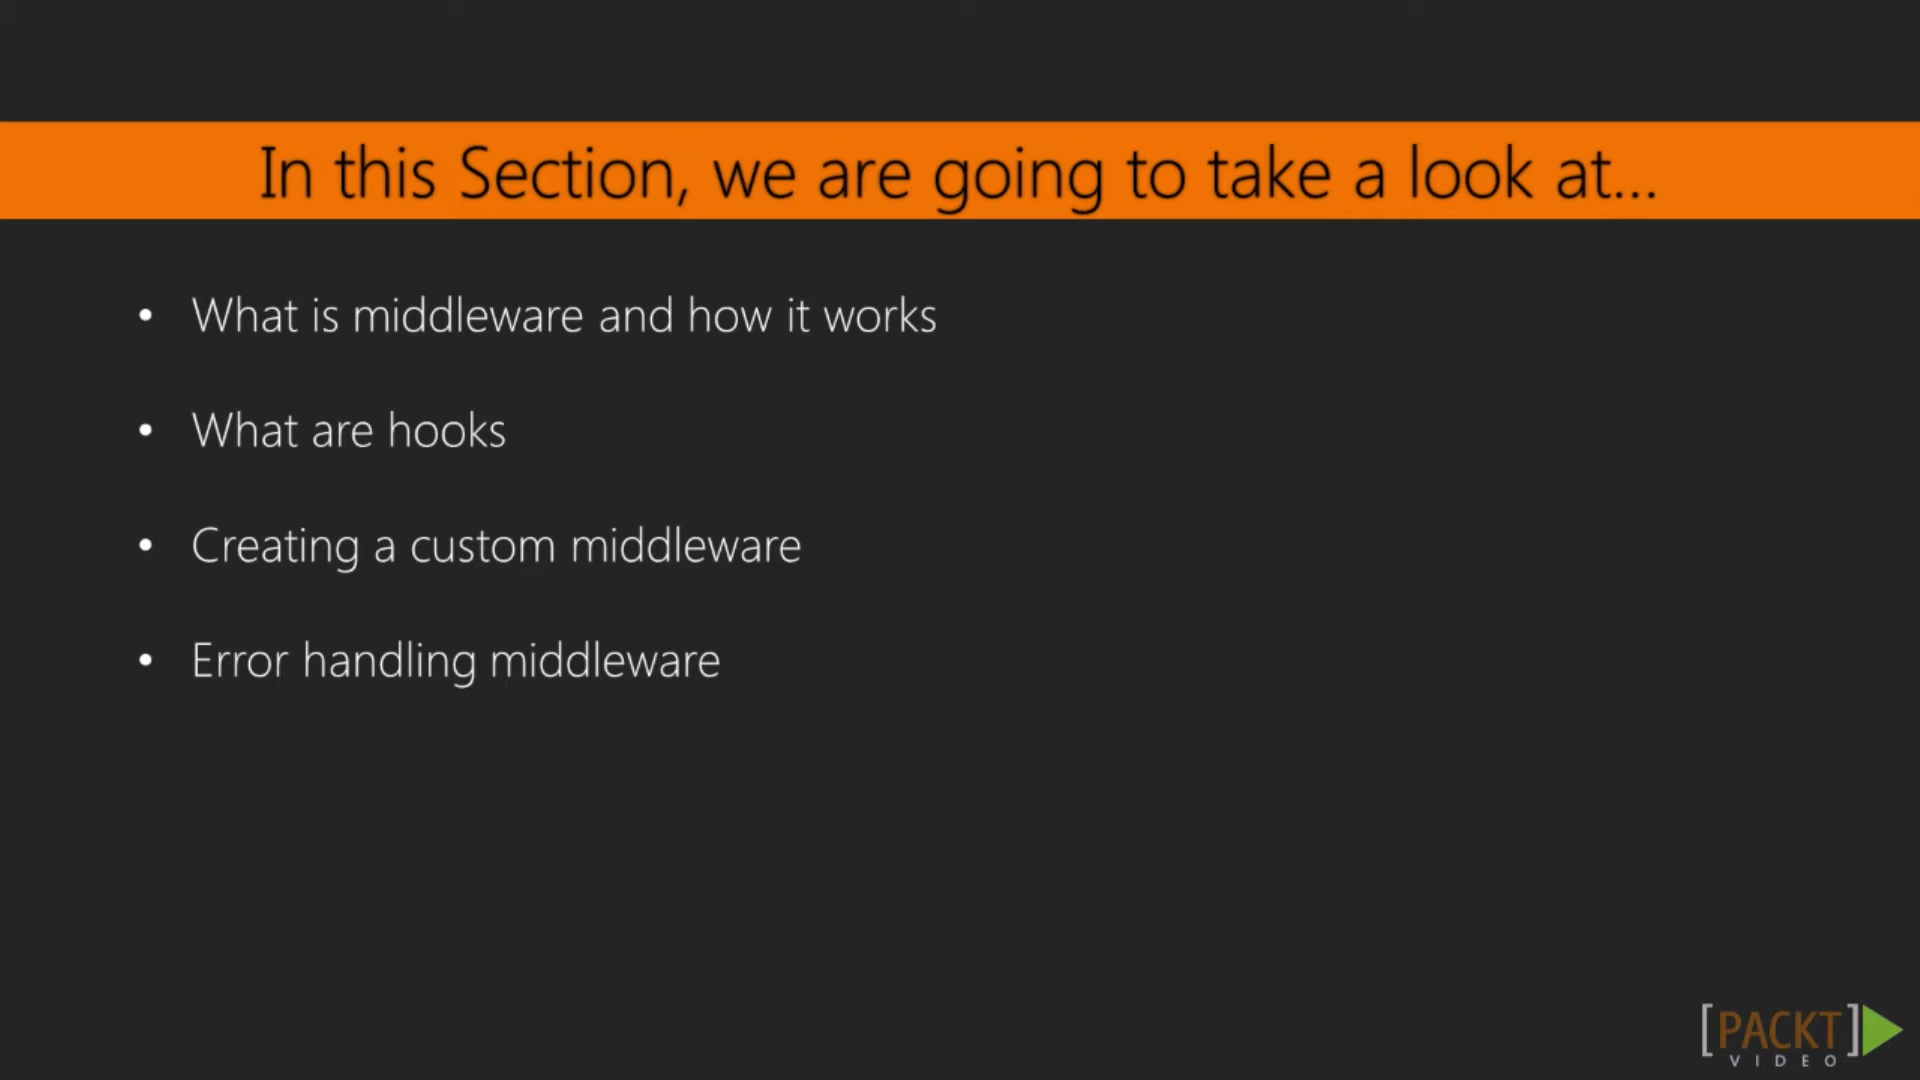 In this Section, we are going to take a look at...
• What is middleware and how it works
• What are hooks
• Creating a custom middleware
• Error handling middleware
[PACKT]
VIDEO